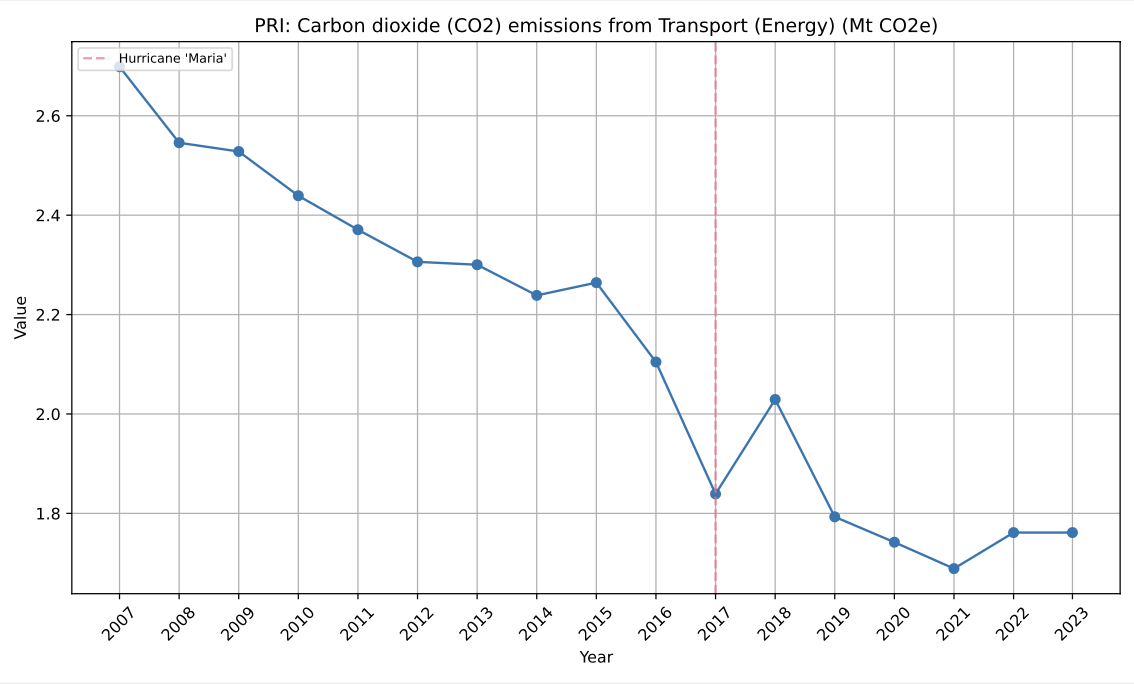 PRI: Carbon dioxide (CO2) emissions from Transport (Energy) (Mt CO2e)
Hurricane 'Maria'
2.6
2.4
2.2
2.0
1.8
Value
2007 2008 2009 2010 2011 2012 2013 2014 2015 2016 2017 2018 2019 2020 2021 2022 2023
Year